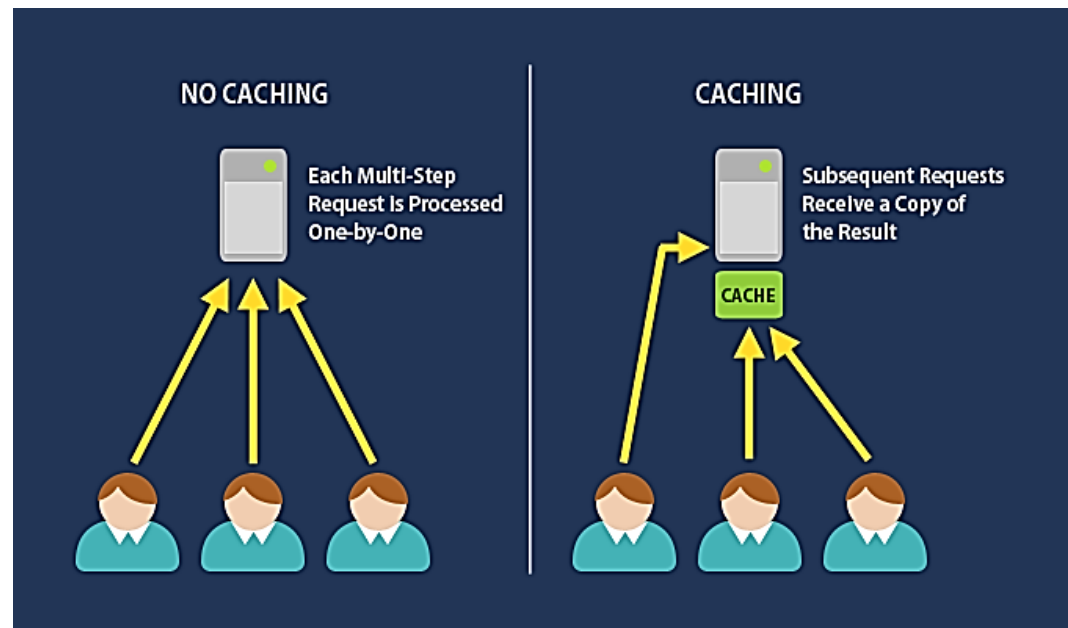 NO CACHING
Each Multi-Step
Request is Processed
One-by-One
CACHING
Subsequent Requests
Receive a Copy of
the Result
CACHE